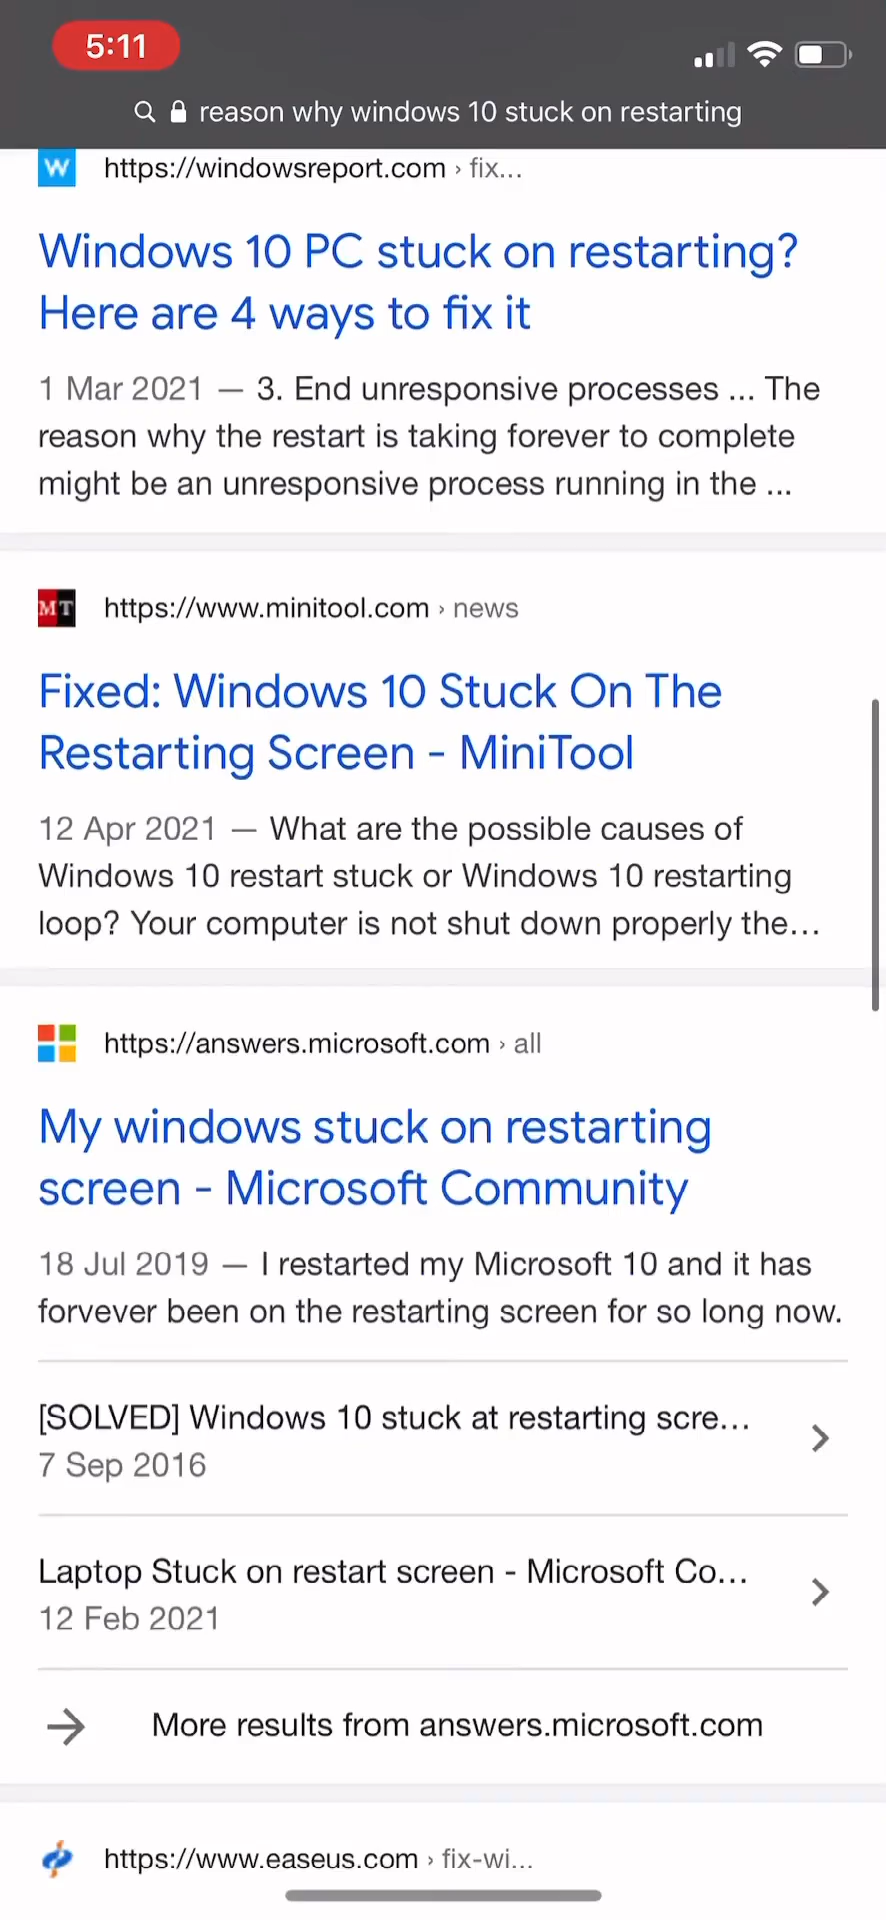 5:11
reason why windows 10 stuck on restarting
W https://windowsreport.com › fix...
Windows 10 PC stuck on restarting?
Here are 4 ways to fix it
1 Mar 2021 — 3. End unresponsive processes ... The
reason why the restart is taking forever to complete
might be an unresponsive process running in the ...
MT https://www.minitool.com › news
Fixed: Windows 10 Stuck On The
Restarting Screen - MiniTool
12 Apr 2021 — What are the possible causes of
Windows 10 restart stuck or Windows 10 restarting
loop? Your computer is not shut down properly the...
https://answers.microsoft.com › all
My windows stuck on restarting
screen - Microsoft Community
18 Jul 2019 — I restarted my Microsoft 10 and it has
forvever been on the restarting screen for so long now.
[SOLVED] Windows 10 stuck at restarting scre...
7 Sep 2016
Laptop Stuck on restart screen - Microsoft Co...
12 Feb 2021
More results from answers.microsoft.com
https://www.easeus.com › fix-wi...